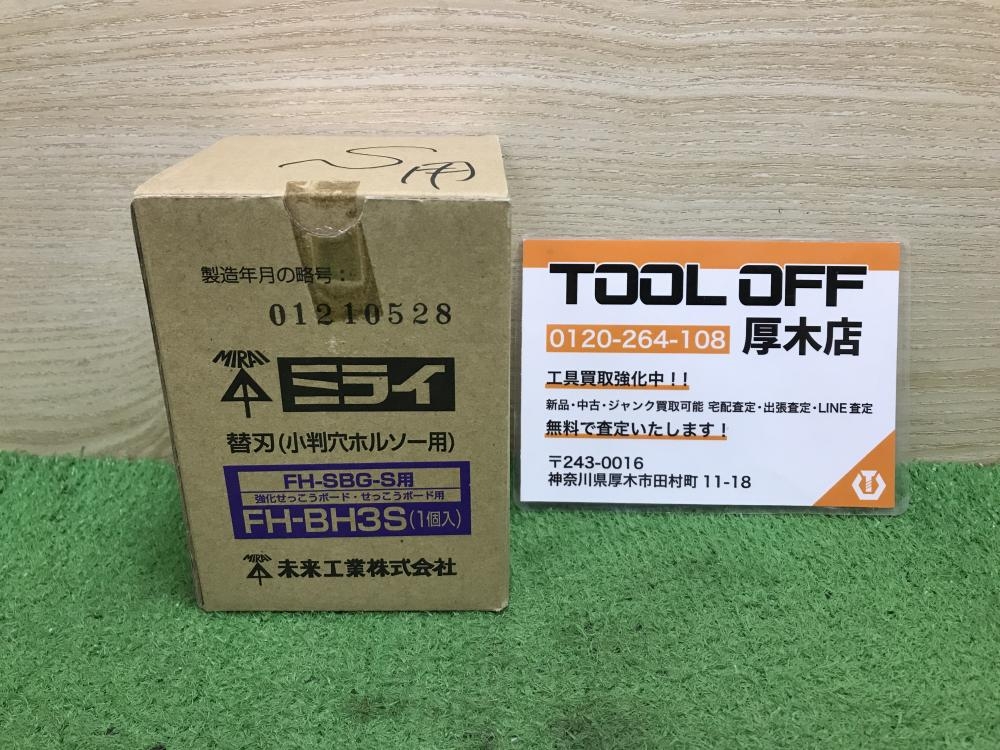 S用
製造年月の略号：
01210528
MIRAI ミライ
替刃(小判穴ホルソー用)
FH-SBG-S用
強化せっこうボード・せっこうボード用
FH-BH3S(1個入)
MIRAI 未来工業株式会社
TOOL OFF
0120-264-108 厚木店
工具買取強化中！！
新品・中古・ジャンク買取可能 宅配査定・出張査定・LINE査定
無料で査定いたします！
〒243-0016
神奈川県厚木市田村町11-18